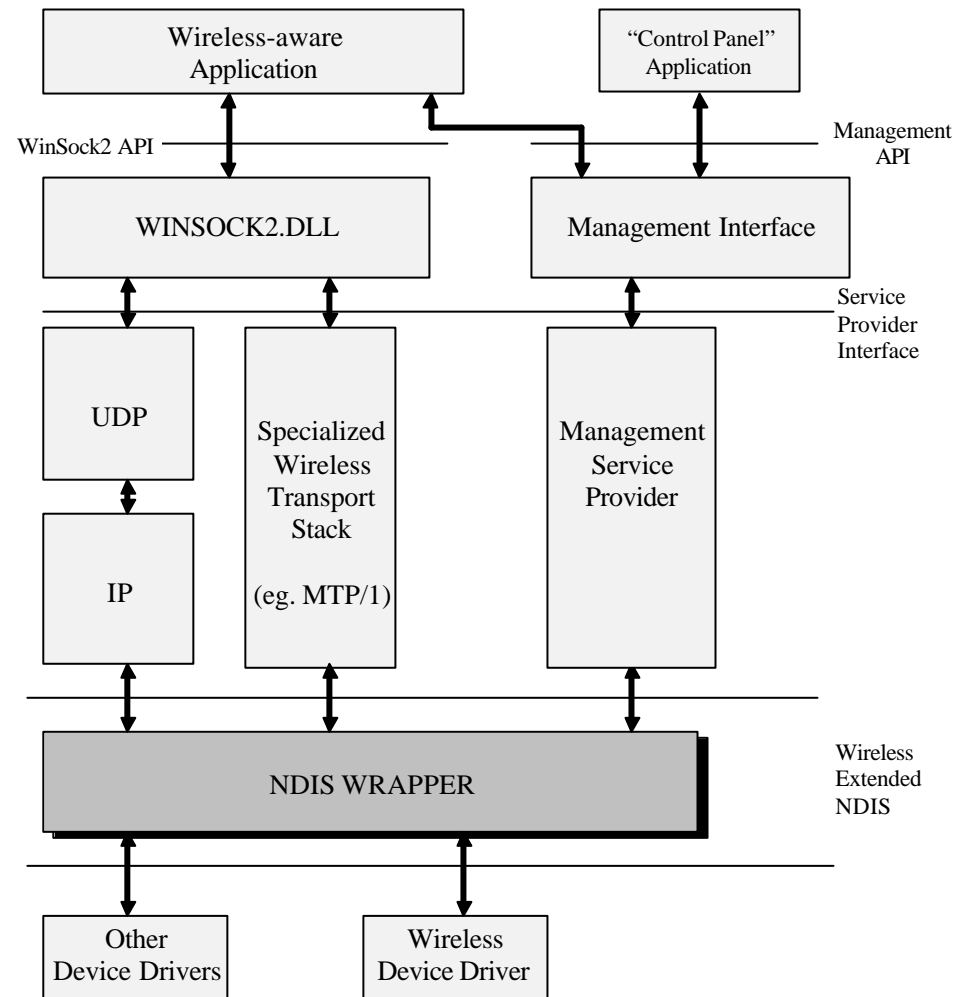 Wireless-aware
Application
“Control Panel”
Application
WinSock2 API
Management
API
WINSOCK2.DLL
Management Interface
Service
Provider
Interface
UDP
Specialized
Wireless
Transport
Stack
(eg. MTP/1)
Management
Service
Provider
IP
NDIS WRAPPER
Wireless
Extended
NDIS
Other
Device Drivers
Wireless
Device Driver